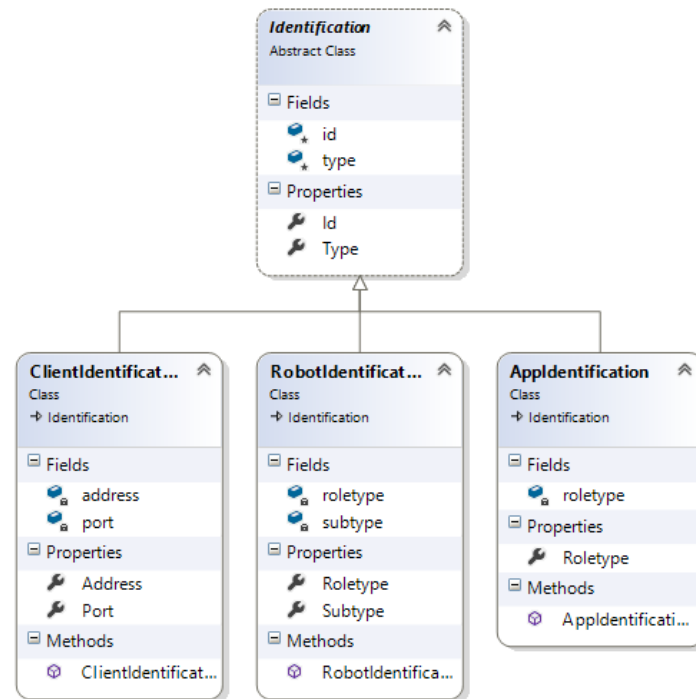 Identification
Abstract Class
Fields
id
type
Properties
Id
Type
ClientIdentificat...
Class
Identification
Fields
address
port
Properties
Address
Port
Methods
ClientIdentificat...
RobotIdentificat...
Class
Identification
Fields
roletype
subtype
Properties
Roletype
Subtype
Methods
RobotIdentifica...
AppIdentification
Class
Identification
Fields
roletype
Properties
Roletype
Methods
AppIdentificati...